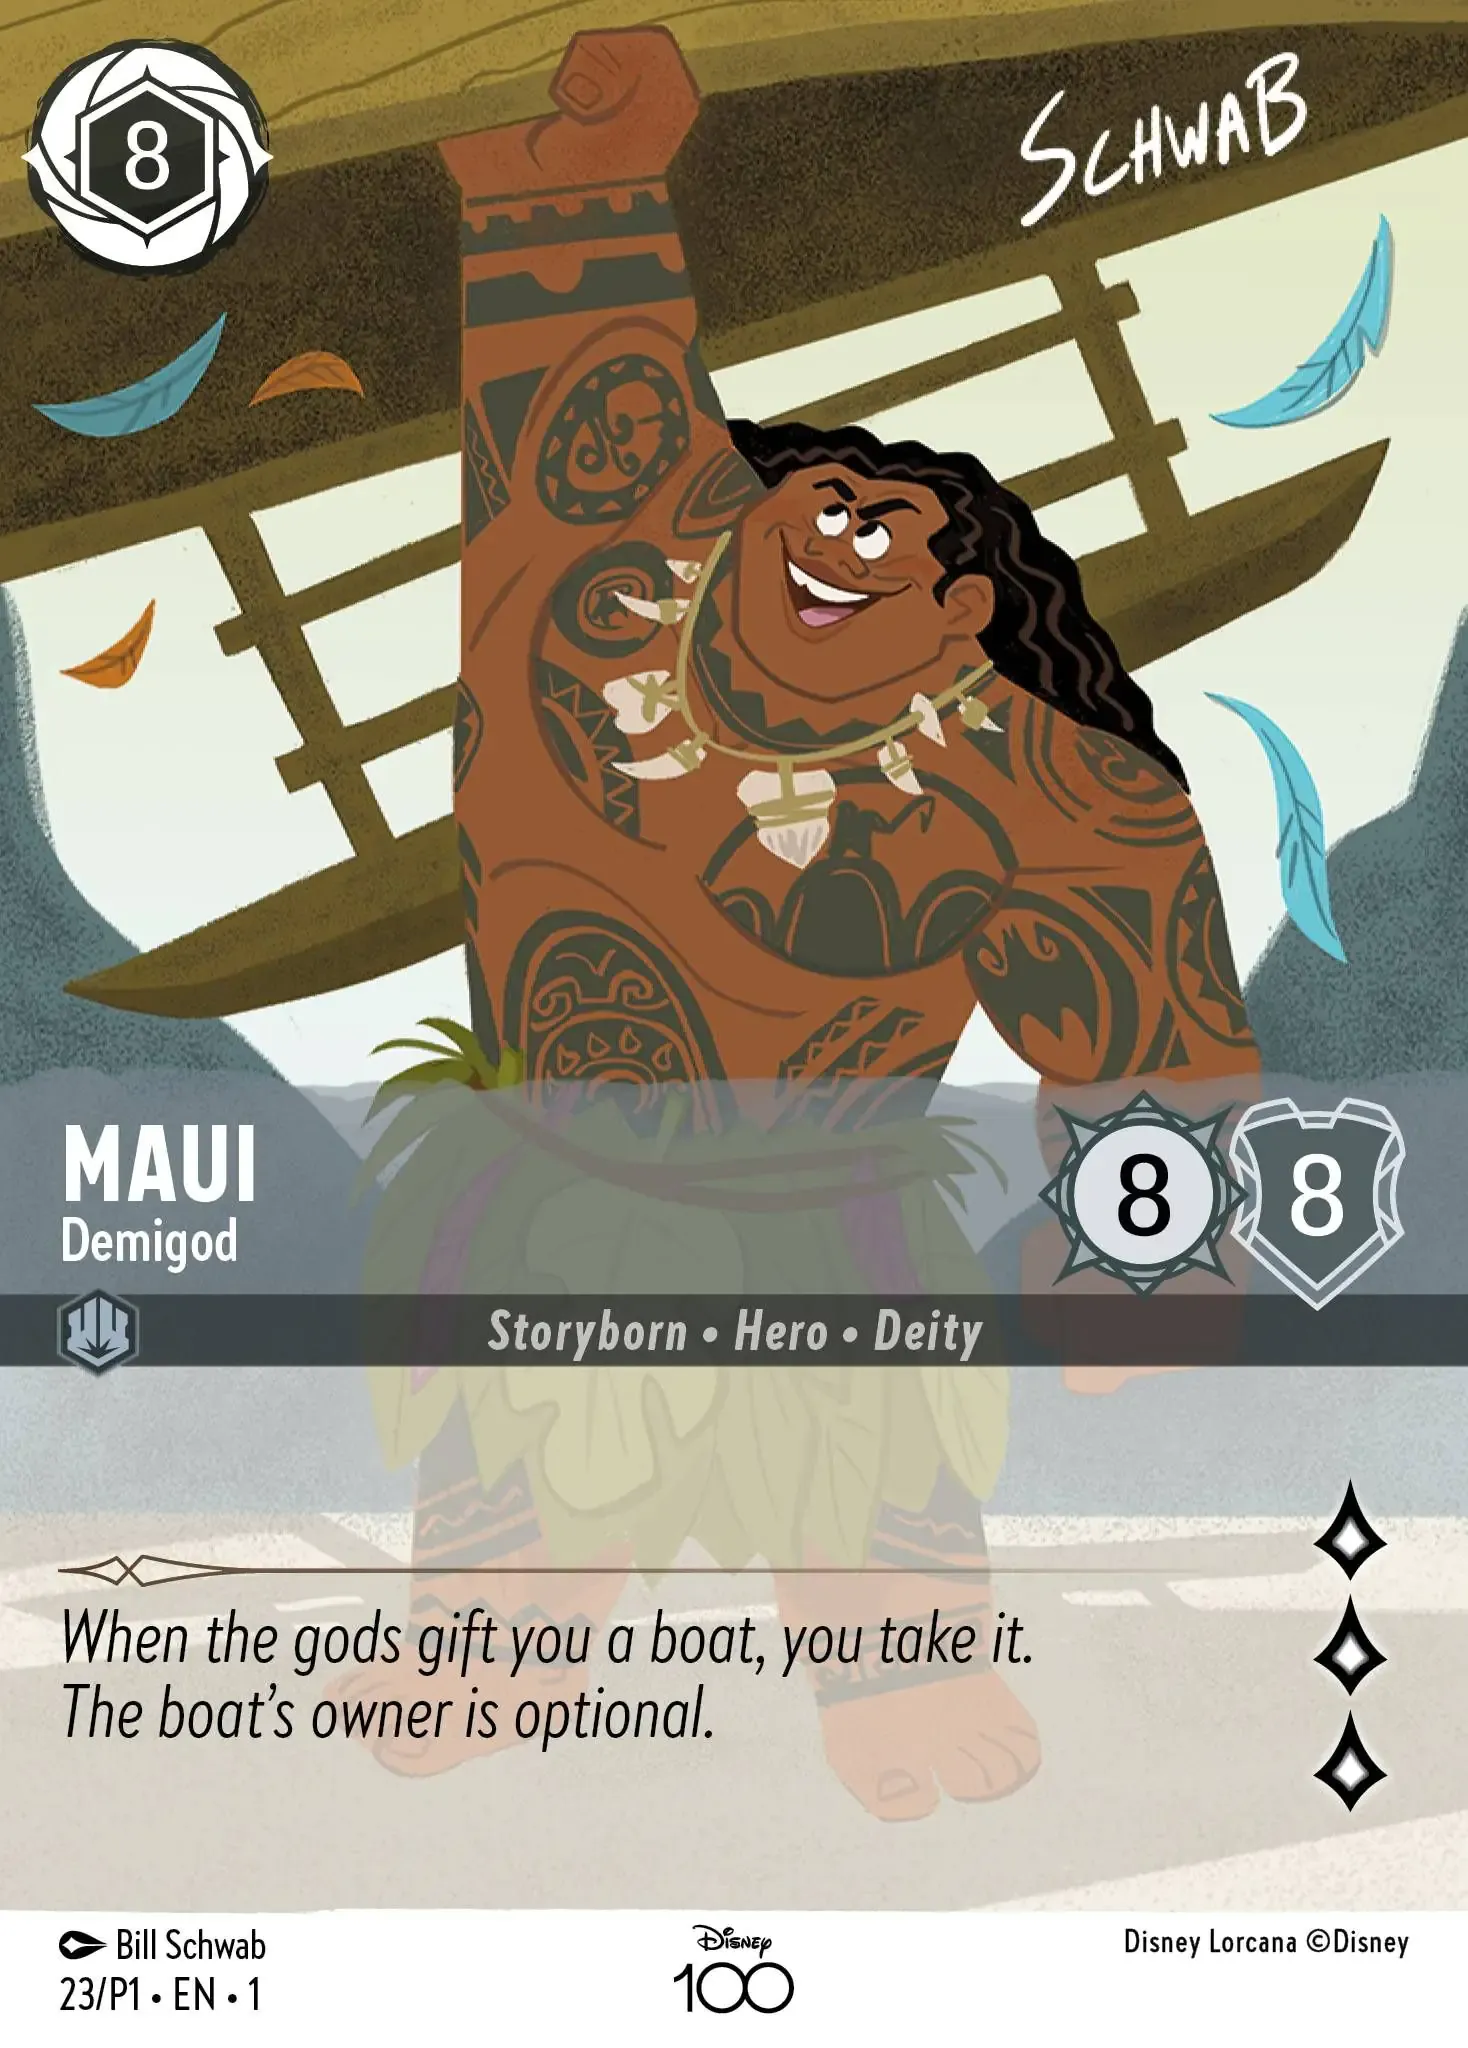 8
SCHWAB
MAUI
Demigod
8 8
Storyborn • Hero • Deity
When the gods gift you a boat, you take it.
The boat's owner is optional.
Bill Schwab
23/P1 • EN • 1
Disney
100
Disney Lorcana ©Disney